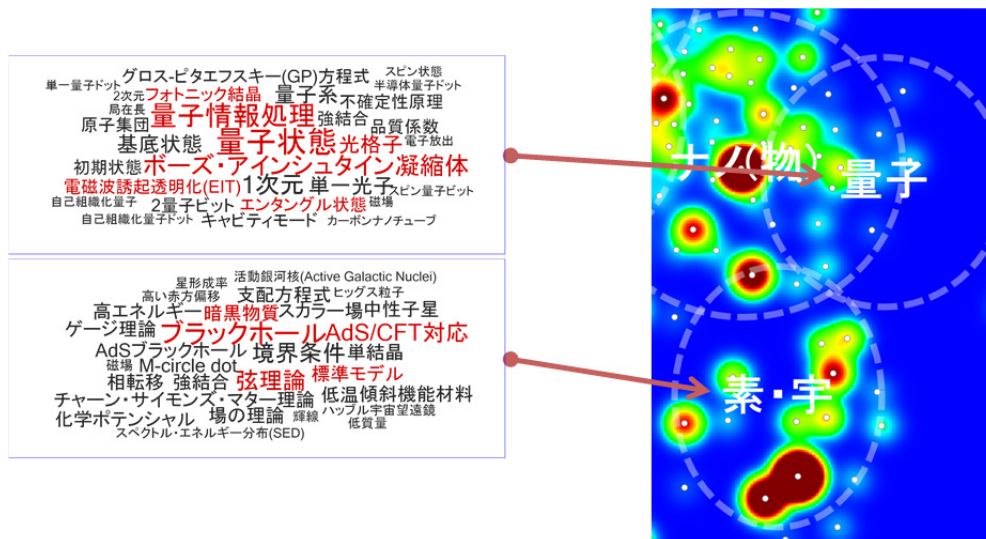 グロス-ピタエフスキー(GP)方程式 スピン状態
単一量子ドット 2次元 フォトニック結晶 量子系 不確定性原理 半導体量子ドット
局在長 量子情報処理 強結合
原子集団 品質係数
基底状態 量子状態 光格子 電子放出
初期状態 ボーズ・アインシュタイン凝縮体
電磁波誘起透明化(EIT) 1次元 単一光子 スピン量子ビット
自己組織化量子 2量子ビット エンタングル状態 磁場
自己組織化量子ドット キャビティモード カーボンナノチューブ
星形成率 活動銀河核(Active Galactic Nuclei)
高い赤方偏移 支配方程式 ヒッグス粒子
高エネルギー 暗黒物質 スカラー場 中性子星
ゲージ理論 ブラックホール AdS/CFT対応
AdSブラックホール 境界条件 単結晶
磁場 M-circle dot
相転移 強結合 弦理論 標準モデル
チャーン・サイモンズ・マター理論 低温傾斜機能材料
化学ポテンシャル 場の理論 輝線 ハッブル宇宙望遠鏡
低質量
スペクトル・エネルギー分布(SED)
ナノ(物)
量子
素・宇